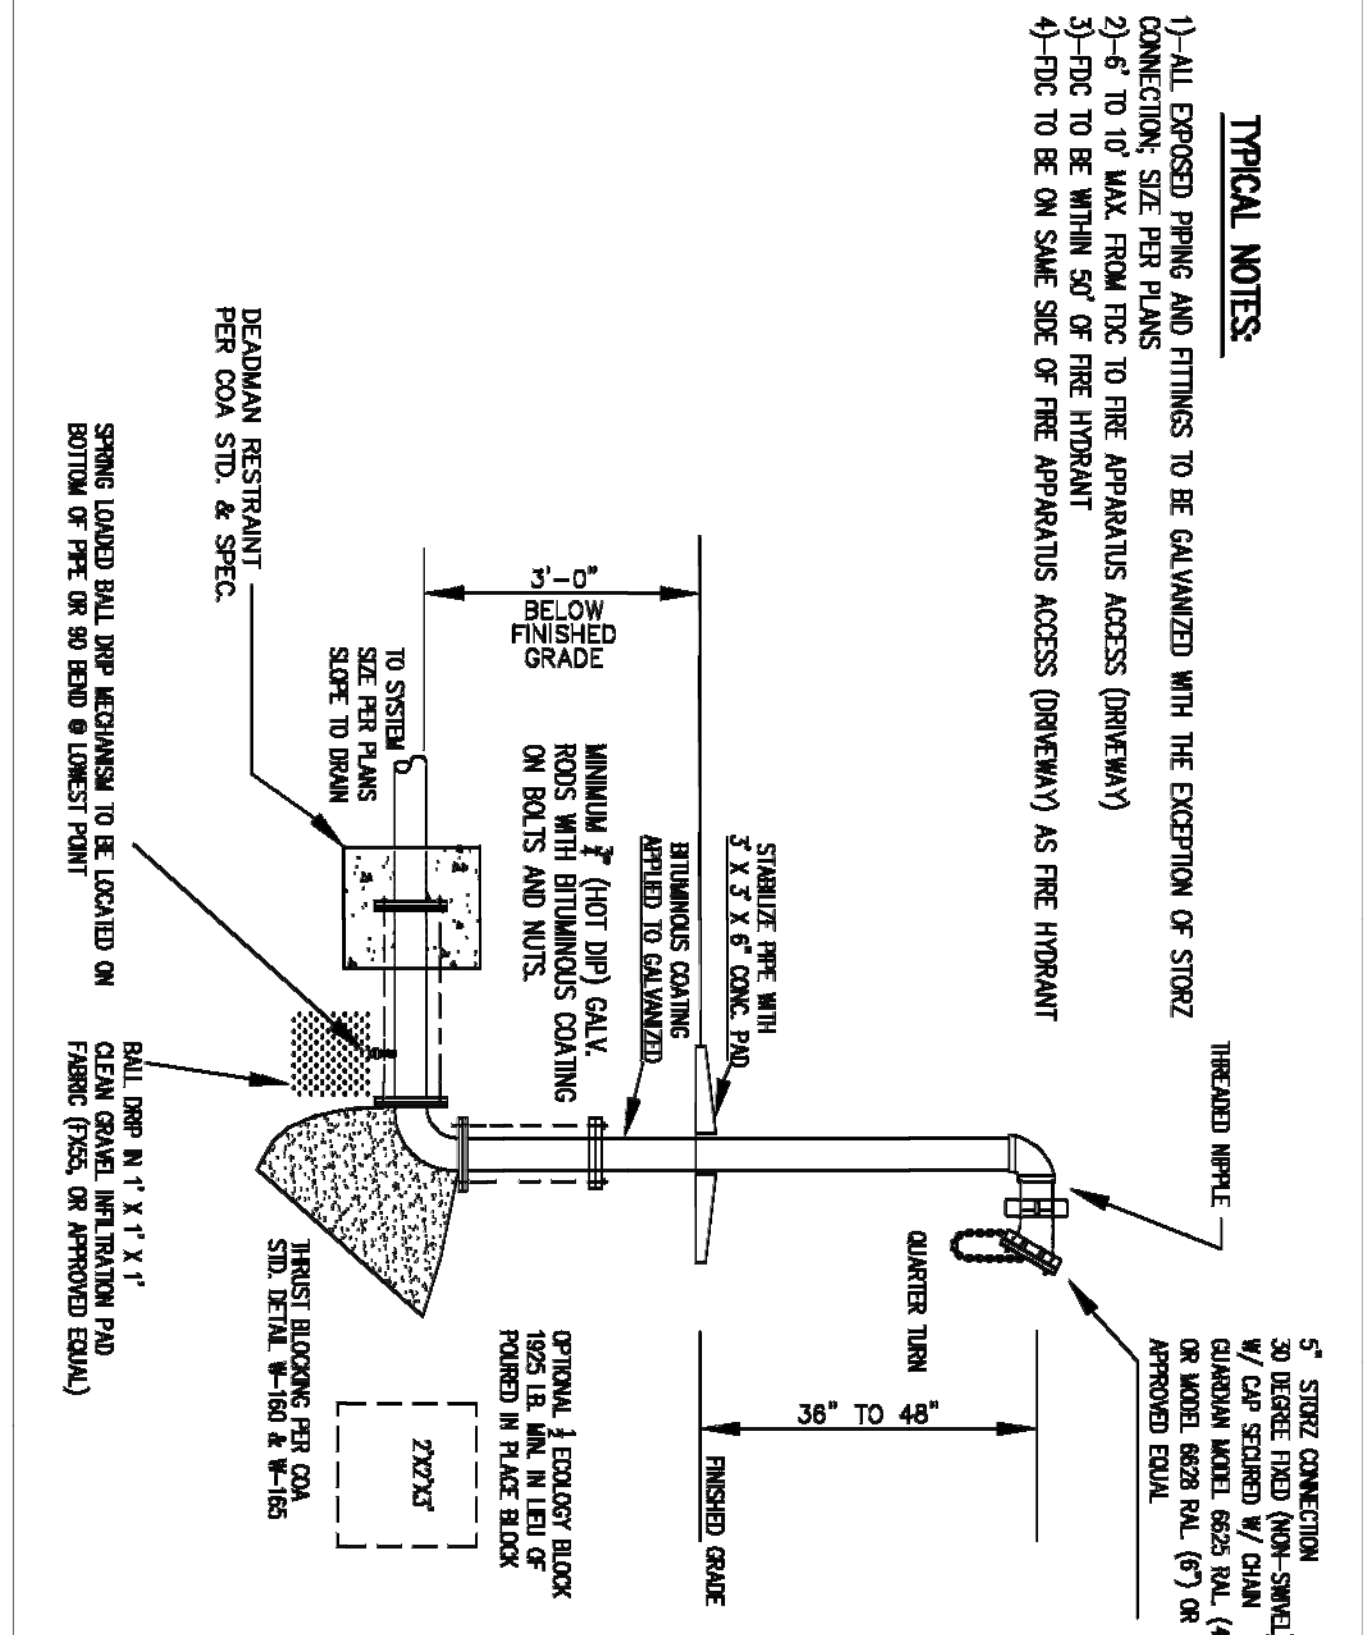 TYPICAL NOTES:
1)-ALL EXPOSED PIPING AND FITTINGS TO BE GALVANIZED WITH THE EXCEPTION OF STORZ
CONNECTION; SIZE PER PLANS
2)-6' TO 10' MAX. FROM FDC TO FIRE APPARATUS ACCESS (DRIVEWAY)
3)-FDC TO BE WITHIN 50' OF FIRE HYDRANT
4)-FDC TO BE ON SAME SIDE OF FIRE APPARATUS ACCESS (DRIVEWAY) AS FIRE HYDRANT
THREADED NIPPLE
5" STORZ CONNECTION
30 DEGREE FIXED (NON-SWIVEL)
W/ CAP SECURED W/ CHAIN
GUARDIAN MODEL 6625 RAL (4
OR MODEL 6628 RAL (6") OR
APPROVED EQUAL
QUARTER TURN
36" TO 48"
FINISHED GRADE
STABILIZE PIPE WITH
3' X 3' X 6" CONC. PAD
BITUMINOUS COATING
APPLIED TO GALVANIZED
MINIMUM 3/4" (HOT DIP) GALV.
RODS WITH BITUMINOUS COATING
ON BOLTS AND NUTS.
3'-0"
BELOW
FINISHED
GRADE
TO SYSTEM
SIZE PER PLANS
SLOPE TO DRAIN
DEADMAN RESTRAINT
PER COA STD. & SPEC.
SPRING LOADED BALL DRIP MECHANISM TO BE LOCATED ON
BOTTOM OF PIPE OR 90 BEND @ LOWEST POINT
BALL DRIP IN 1' X 1' X 1'
CLEAN GRAVEL INFILTRATION PAD
FABRIC (FX55, OR APPROVED EQUAL)
THRUST BLOCKING PER COA
STD. DETAIL W-160 & W-165
OPTIONAL 1/2 ECOLOGY BLOCK
1925 LB. MIN. IN LIEU OF
POURED IN PLACE BLOCK
2'X2'X3'